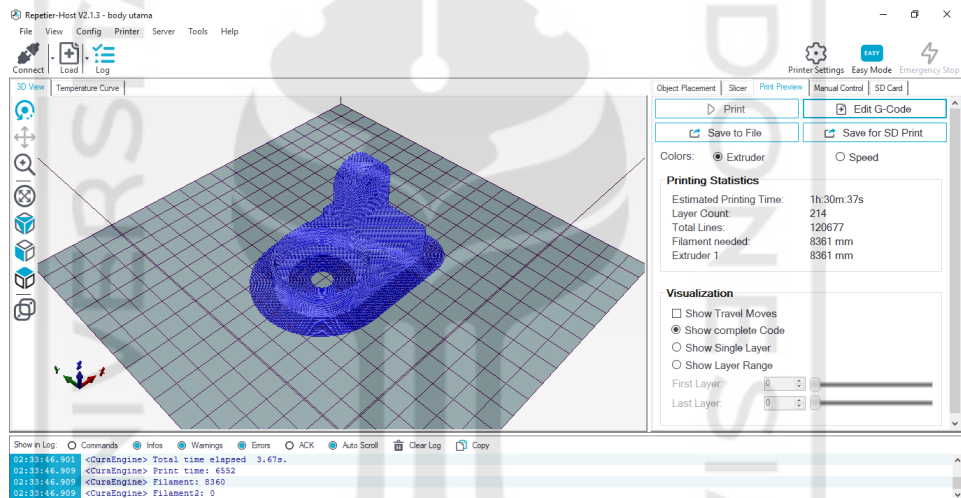 Repetier-Host V2.1.3 - body utama
File View Config Printer Server Tools Help
Connect Load Log Printer Settings Easy Mode Emergency Stop
EASY
3D View Temperature Curve
Object Placement Slicer Print Preview Manual Control SD Card
Print Edit G-Code
Save to File Save for SD Print
Colors: Extruder Speed
Printing Statistics
Estimated Printing Time: 1h:30m:37s
Layer Count: 214
Total Lines: 120677
Filament needed: 8361 mm
Extruder 1 8361 mm
Visualization
Show Travel Moves
Show complete Code
Show Single Layer
Show Layer Range
First Layer: 0
Last Layer: 0
Show in Log: Commands Infos Warnings Errors ACK Auto Scroll Clear Log Copy
02:33:46.901 <CuraEngine> Total time elapsed 3.67s.
02:33:46.909 <CuraEngine> Print time: 6552
02:33:46.909 <CuraEngine> Filament: 8360
02:33:46.909 <CuraEngine> Filament2: 0